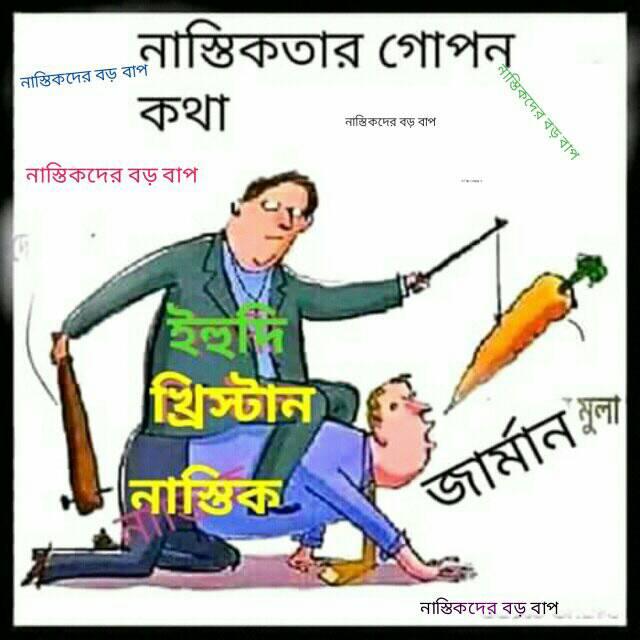 নাস্তিকতার গোপন
কথা
নাস্তিকদের বড় বাপ
নাস্তিকদের বড় বাপ
নাস্তিকদের বড় বাপ
নাস্তিকদের বড় বাপ
ইহুদি
খ্রিস্টান
নাস্তিক
মুলা
জার্মান
নাস্তিকদের বড় বাপ